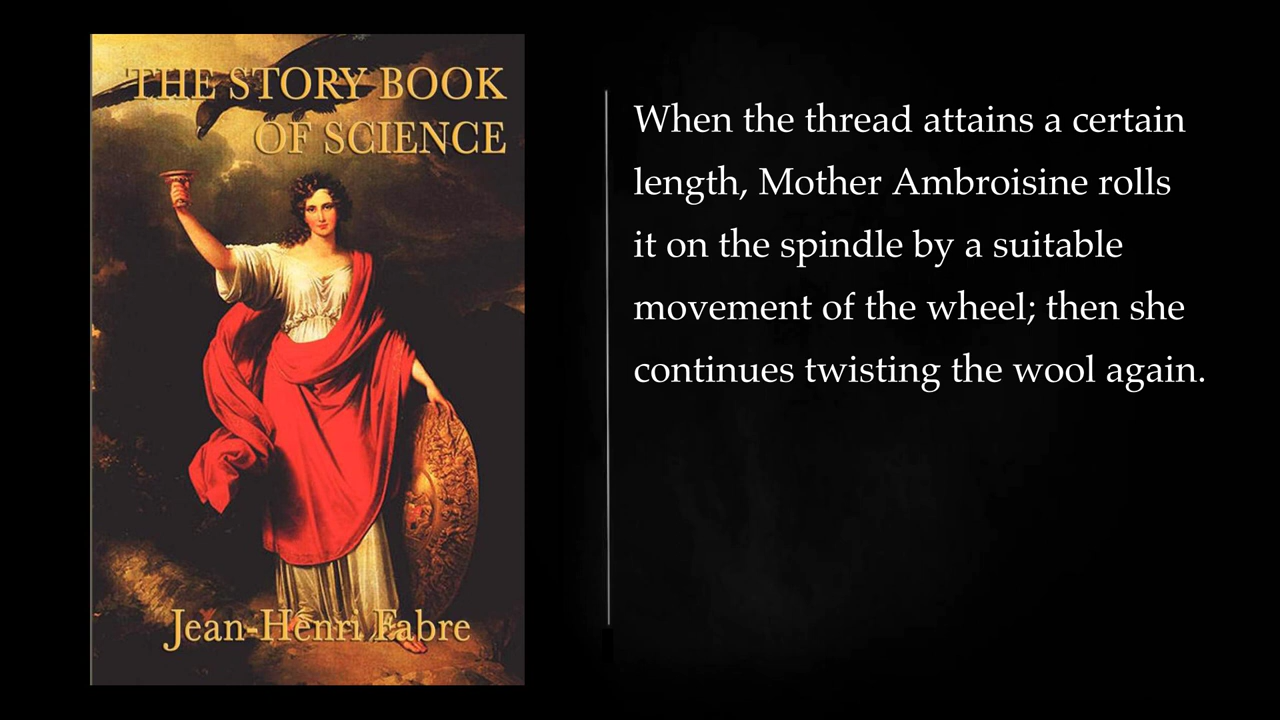 THE STORY BOOK
OF SCIENCE
Jean-Henri Fabre
When the thread attains a certain
length, Mother Ambroisine rolls
it on the spindle by a suitable
movement of the wheel; then she
continues twisting the wool again.